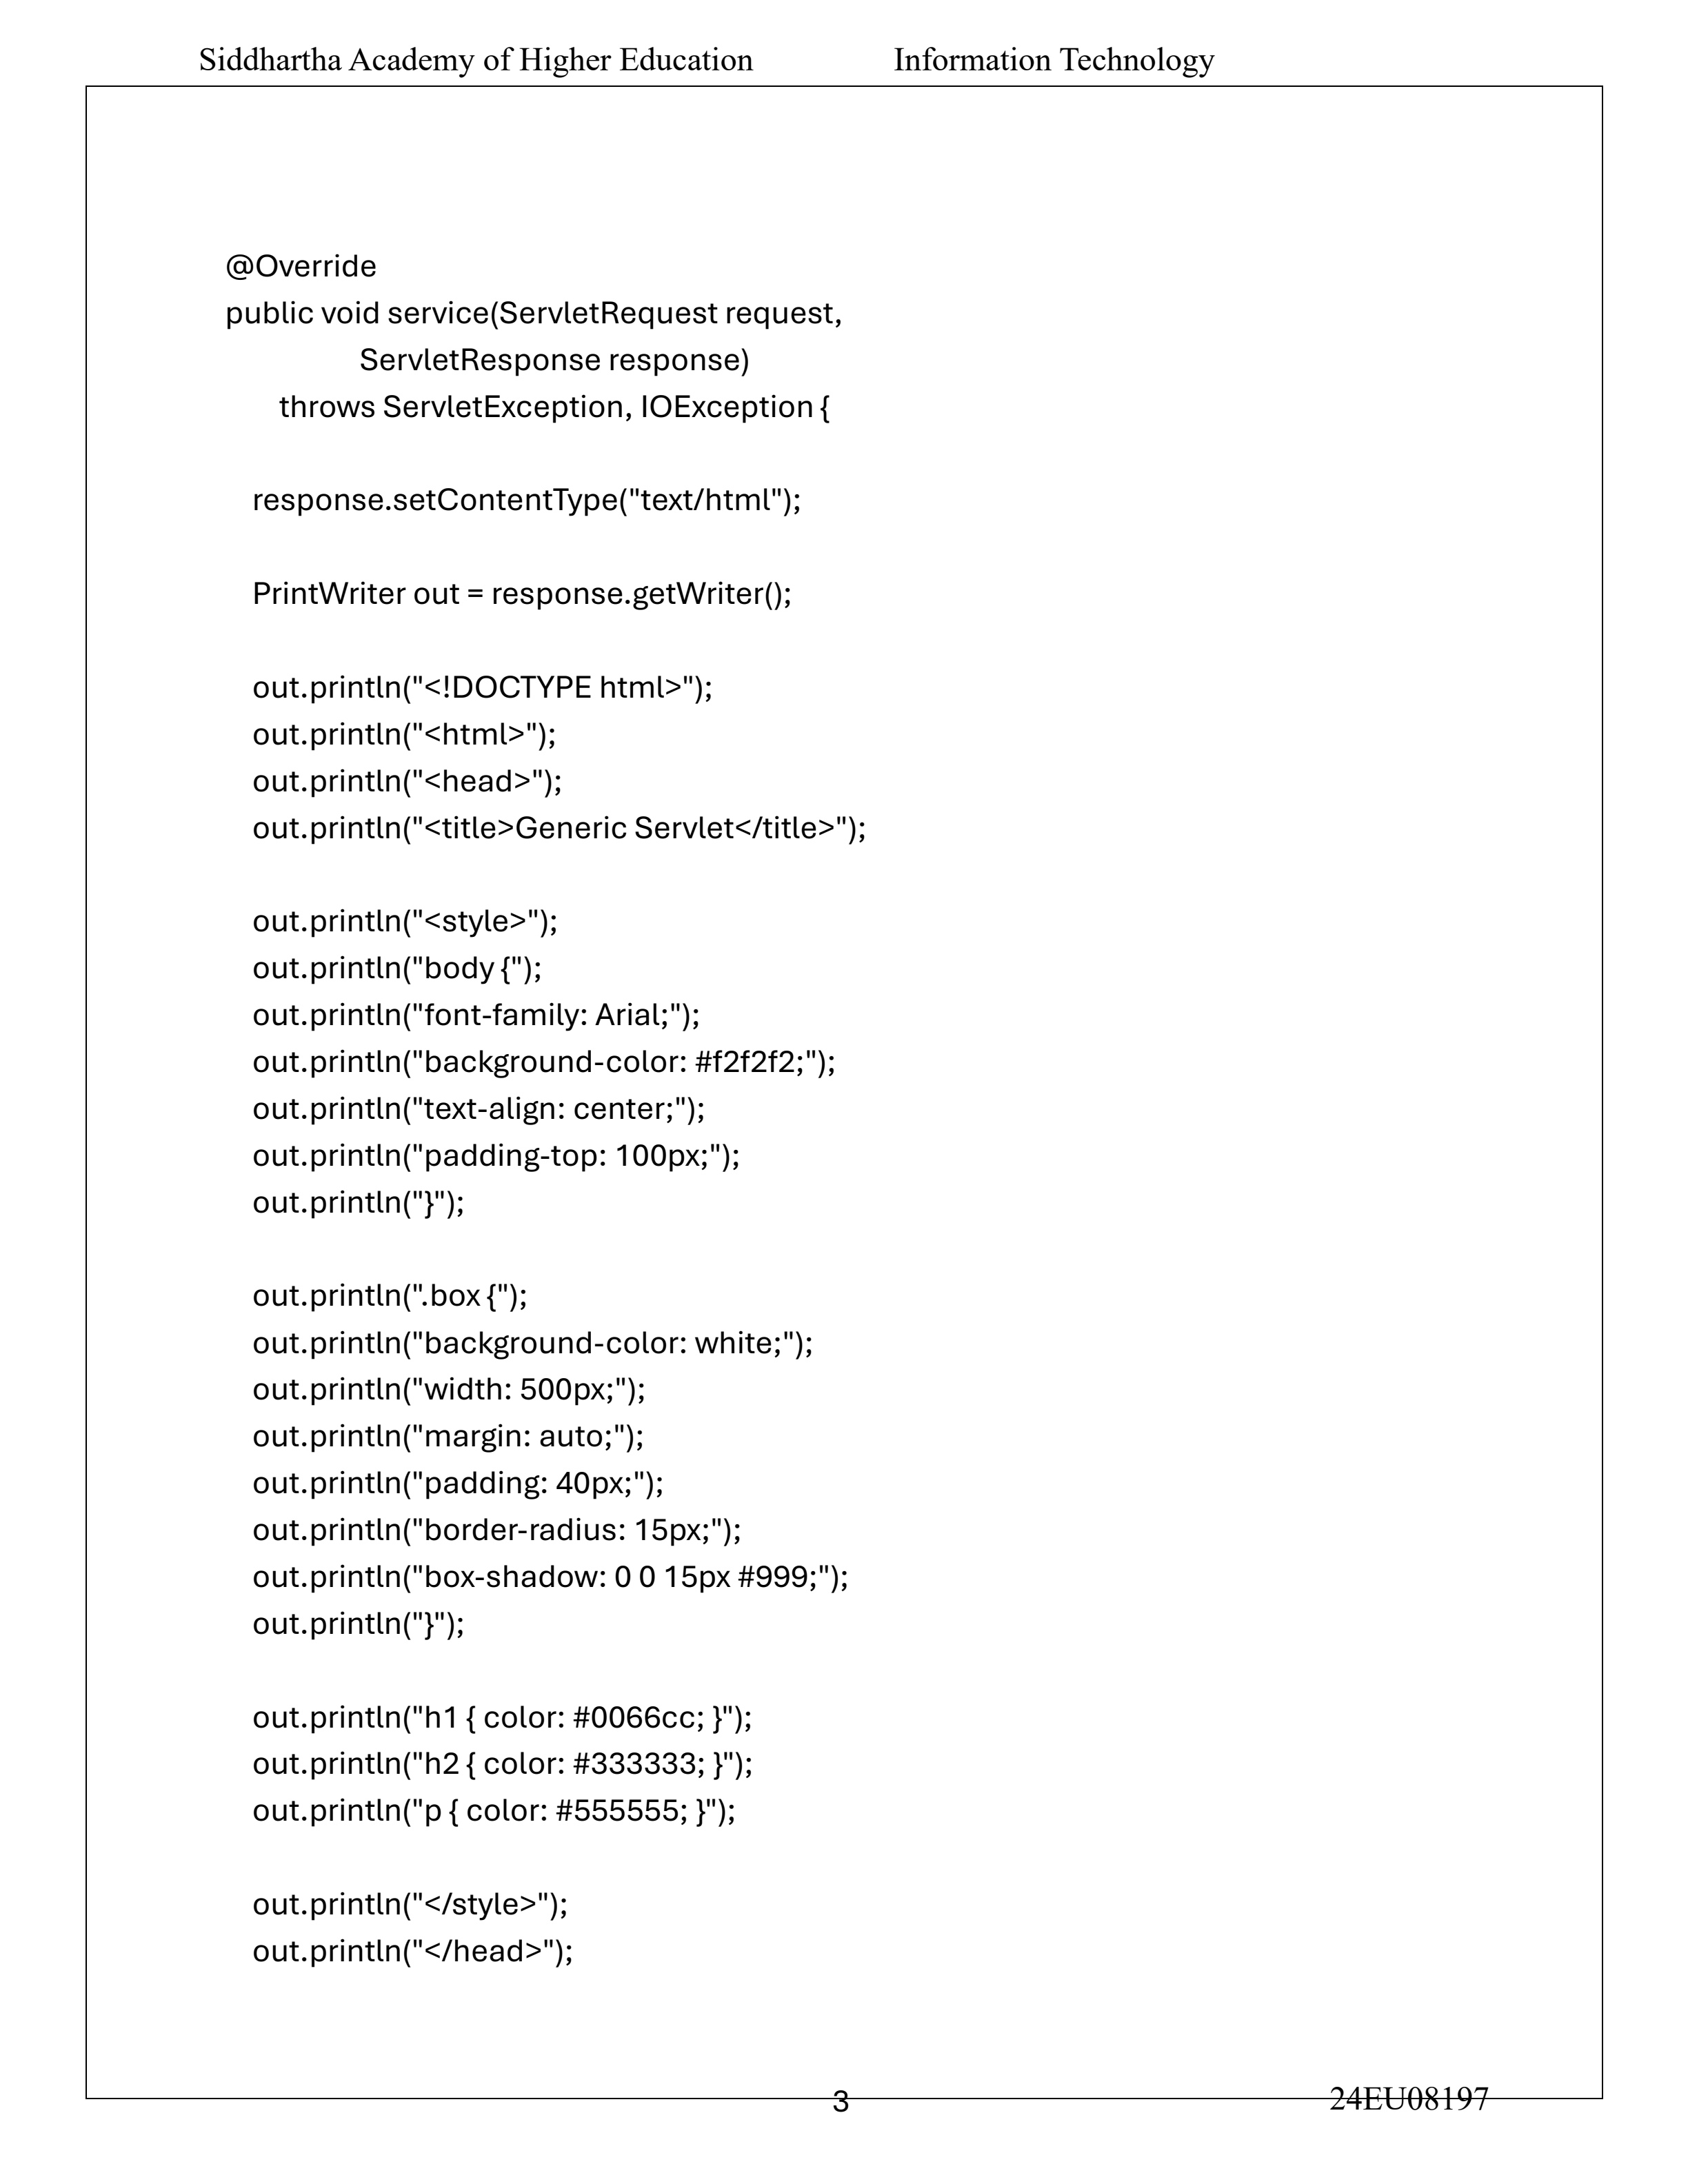 Siddhartha Academy of Higher Education Information Technology
@Override
public void service(ServletRequest request,
ServletResponse response)
throws ServletException, IOException {
response.setContentType("text/html");
PrintWriter out = response.getWriter();
out.println("<!DOCTYPE html>");
out.println("<html>");
out.println("<head>");
out.println("<title>Generic Servlet</title>");
out.println("<style>");
out.println("body {");
out.println("font-family: Arial;");
out.println("background-color: #f2f2f2;");
out.println("text-align: center;");
out.println("padding-top: 100px;");
out.println("}");
out.println(".box {");
out.println("background-color: white;");
out.println("width: 500px;");
out.println("margin: auto;");
out.println("padding: 40px;");
out.println("border-radius: 15px;");
out.println("box-shadow: 0 0 15px #999;");
out.println("}");
out.println("h1 { color: #0066cc; }");
out.println("h2 { color: #333333; }");
out.println("p { color: #555555; }");
out.println("</style>");
out.println("</head>");
3 24EU08197